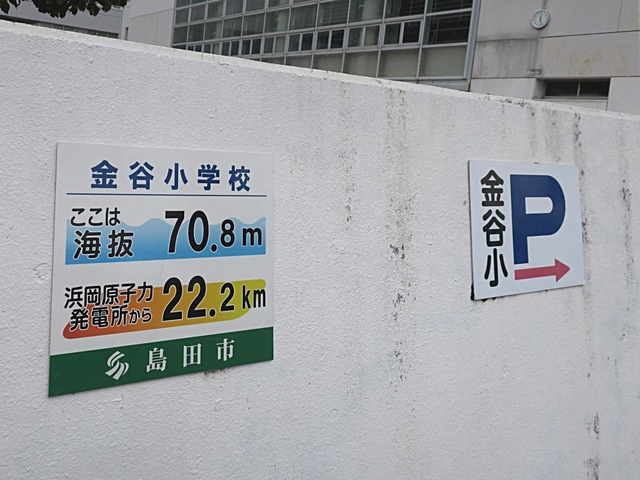 金谷小学校
ここは
海抜 70.8m
浜岡原子力
発電所から 22.2km
島田市
金谷小
P